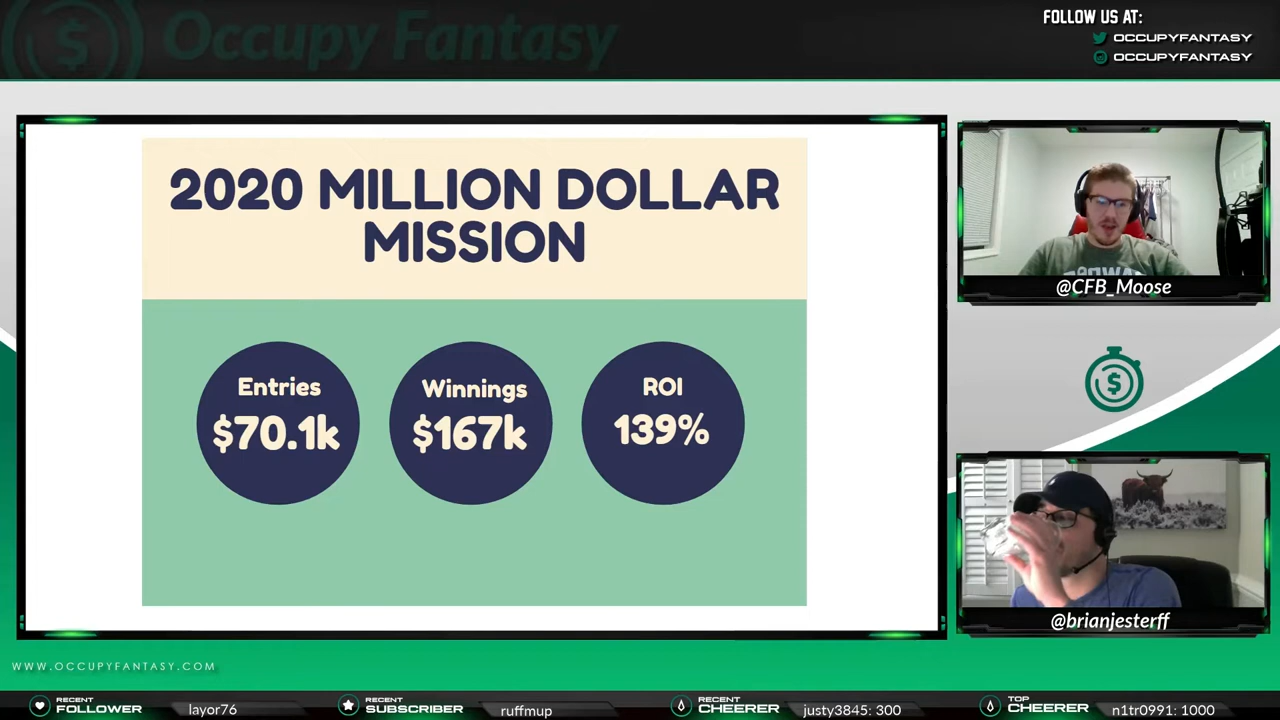 Occupy Fantasy
FOLLOW US AT:
OCCUPYFANTASY
OCCUPYFANTASY
2020 MILLION DOLLAR
MISSION
Entries
$70.1k
Winnings
$167k
ROI
139%
@CFB_Moose
@brianjesterff
WWW.OCCUPYFANTASY.COM
RECENT
FOLLOWER
layor76
RECENT
SUBSCRIBER
ruffmup
RECENT
CHEERER
justy3845: 300
TOP
CHEERER
n1tr0991: 1000